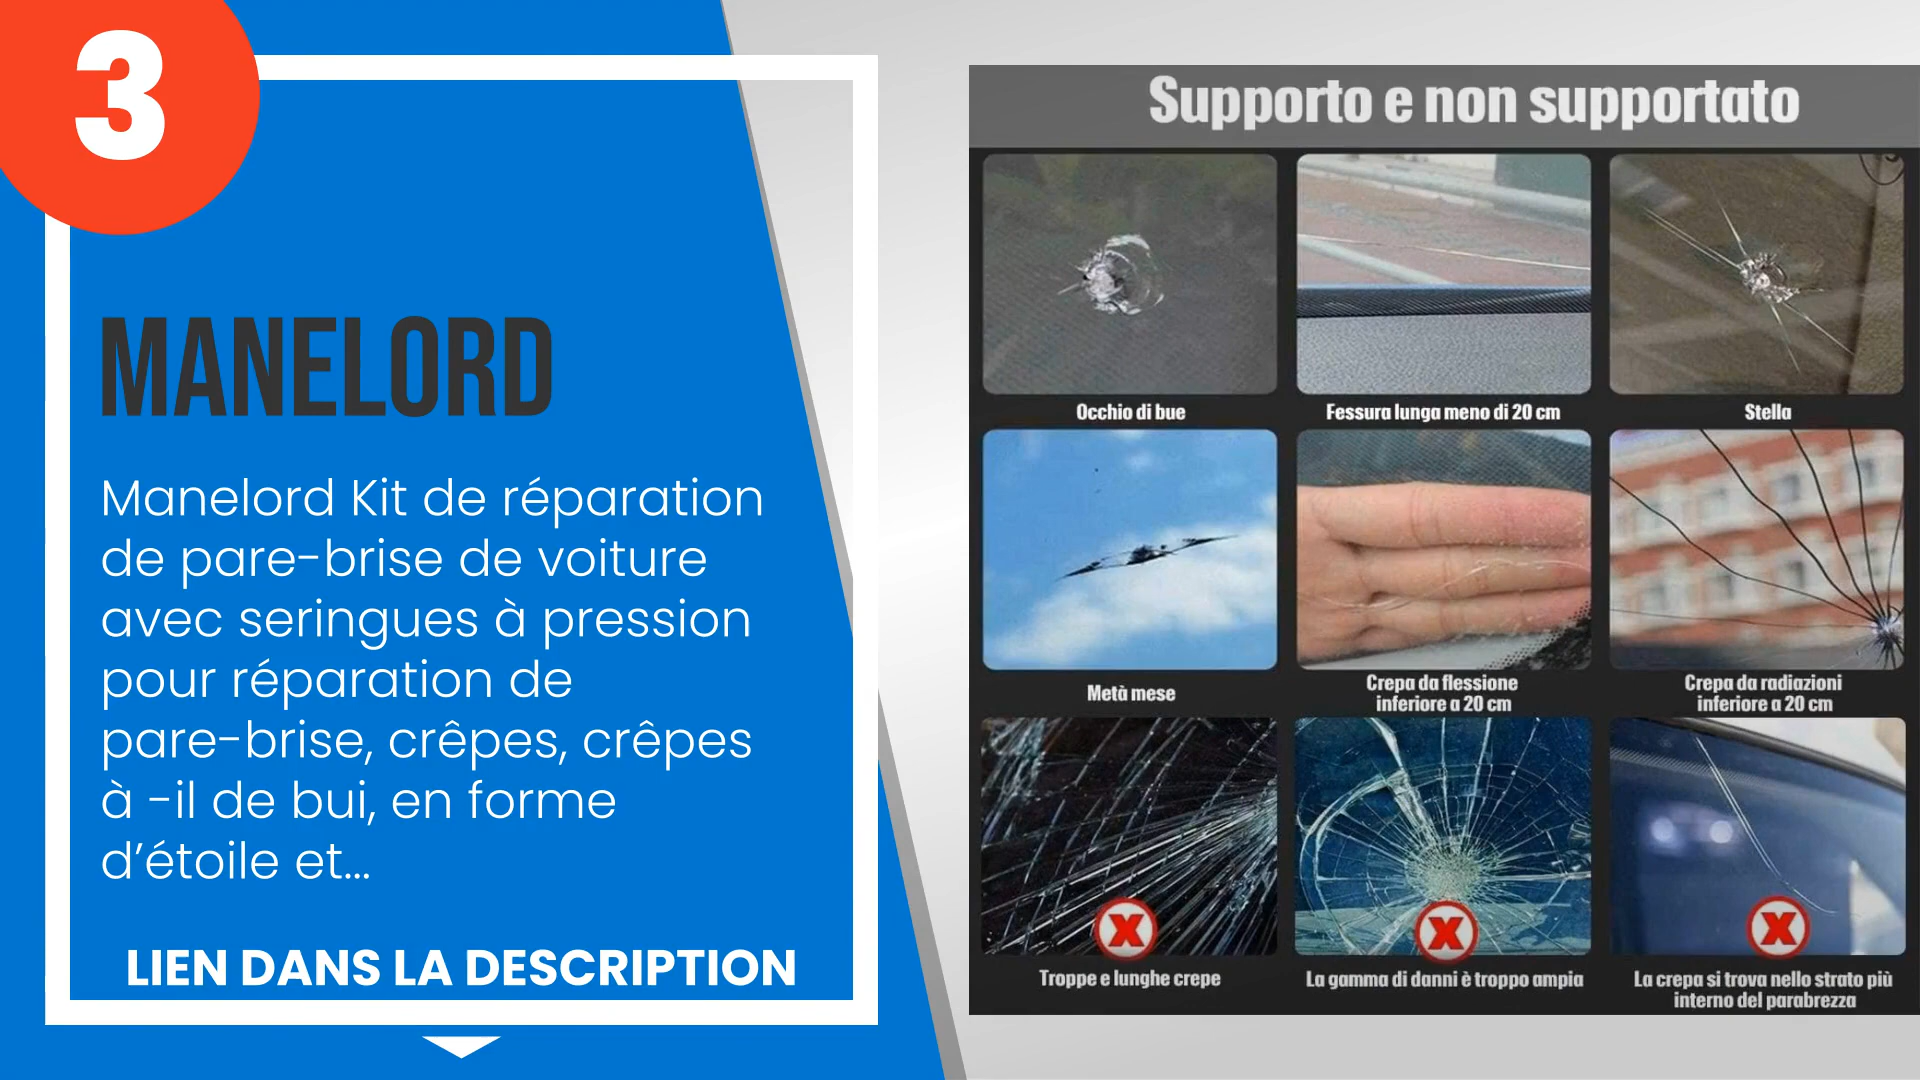 3
MANELORD
Manelord Kit de réparation
de pare-brise de voiture
avec seringues à pression
pour réparation de
pare-brise, crêpes, crêpes
à -il de bui, en forme
d'étoile et...
LIEN DANS LA DESCRIPTION
Supporto e non supportato
Occhio di bue
Fessura lunga meno di 20 cm
Stella
Metà mese
Crepa da flessione
inferiore a 20 cm
Crepa da radiazioni
inferiore a 20 cm
X
X
X
Troppe e lunghe crepe
La gamma di danni è troppo ampia
La crepa si trova nello strato più
interno del parabrezza